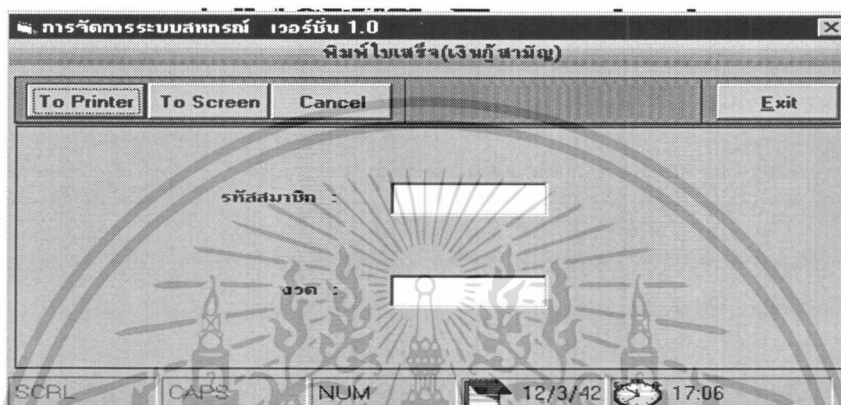 การจัดการระบบสหกรณ์ เวอร์ชั่น 1.0
พิมพ์ใบเสร็จ(เงินกู้สามัญ)
To Printer To Screen Cancel Exit
รหัสสมาชิก :
งวด :
SCRL CAPS NUM 12/3/42 17:06